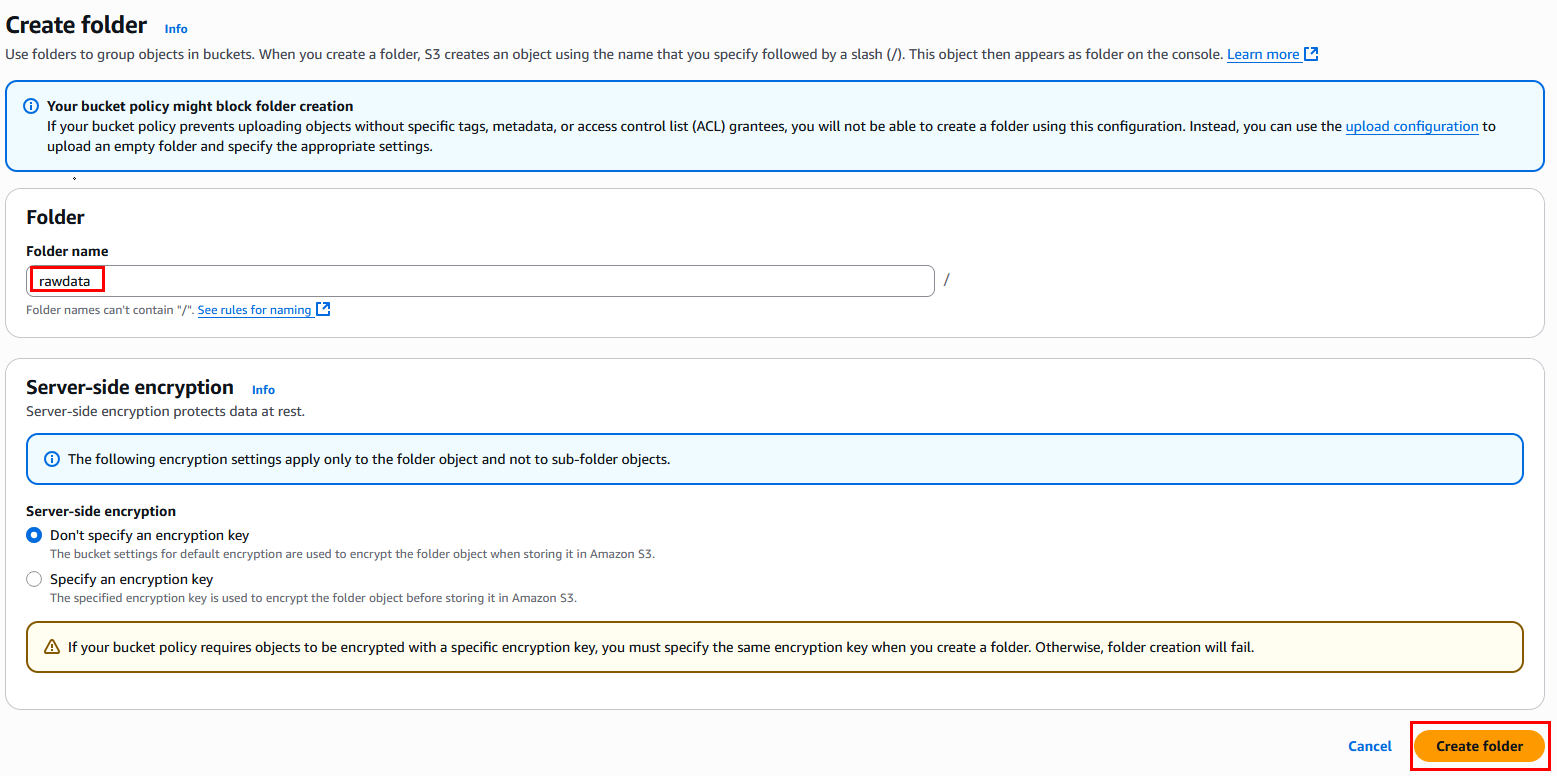 Create folder Info
Use folders to group objects in buckets. When you create a folder, S3 creates an object using the name that you specify followed by a slash (/). This object then appears as folder on the console. Learn more
Your bucket policy might block folder creation
If your bucket policy prevents uploading objects without specific tags, metadata, or access control list (ACL) grantees, you will not be able to create a folder using this configuration. Instead, you can use the upload configuration to
upload an empty folder and specify the appropriate settings.
Folder
Folder name
rawdata /
Folder names can't contain "/". See rules for naming
Server-side encryption Info
Server-side encryption protects data at rest.
The following encryption settings apply only to the folder object and not to sub-folder objects.
Server-side encryption
Don't specify an encryption key
The bucket settings for default encryption are used to encrypt the folder object when storing it in Amazon S3.
Specify an encryption key
The specified encryption key is used to encrypt the folder object before storing it in Amazon S3.
If your bucket policy requires objects to be encrypted with a specific encryption key, you must specify the same encryption key when you create a folder. Otherwise, folder creation will fail.
Cancel Create folder